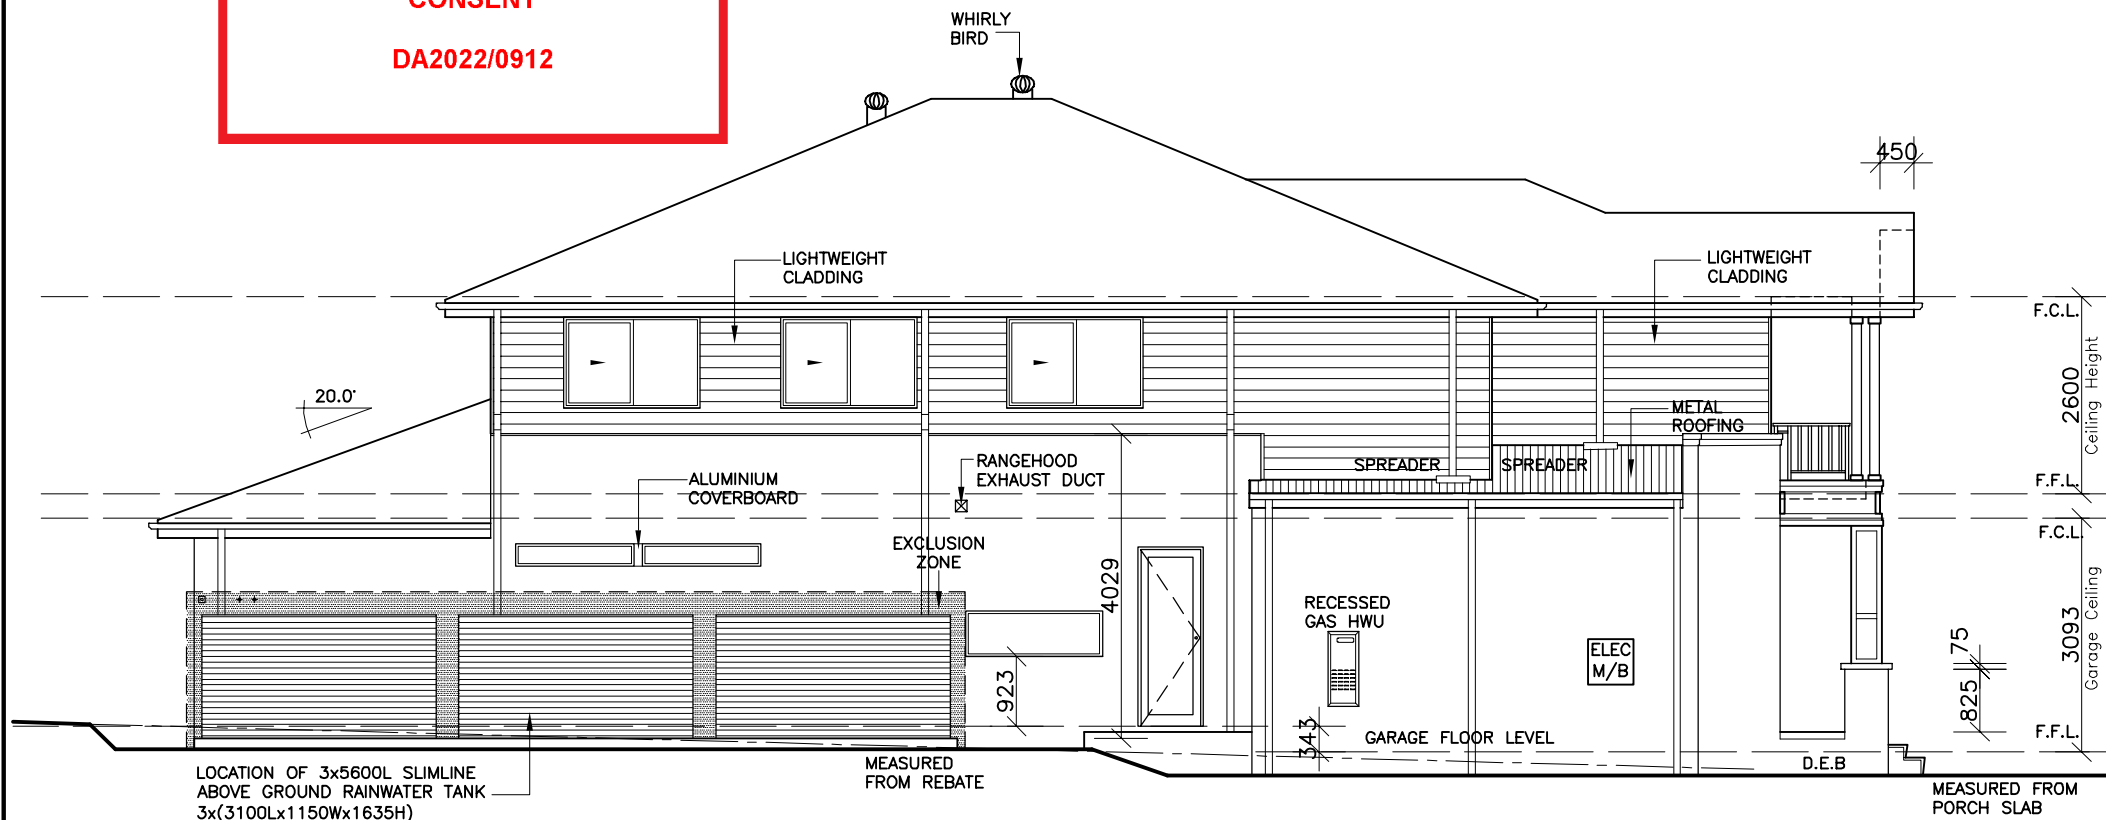 CONSENT
DA2022/0912
WHIRLY
BIRD
450
LIGHTWEIGHT
CLADDING
LIGHTWEIGHT
CLADDING
F.C.L.
20.0°
2600
Ceiling Height
METAL
ROOFING
RANGEHOOD
EXHAUST DUCT
SPREADER
SPREADER
ALUMINIUM
COVERBOARD
F.F.L.
EXCLUSION
ZONE
F.C.L.
4029
RECESSED
GAS HWU
ELEC
M/B
3093
Garage Ceiling
75
825
923
343
GARAGE FLOOR LEVEL
F.F.L.
D.E.B
MEASURED
FROM REBATE
LOCATION OF 3x5600L SLIMLINE
ABOVE GROUND RAINWATER TANK
3x(3100Lx1150Wx1635H)
MEASURED FROM
PORCH SLAB